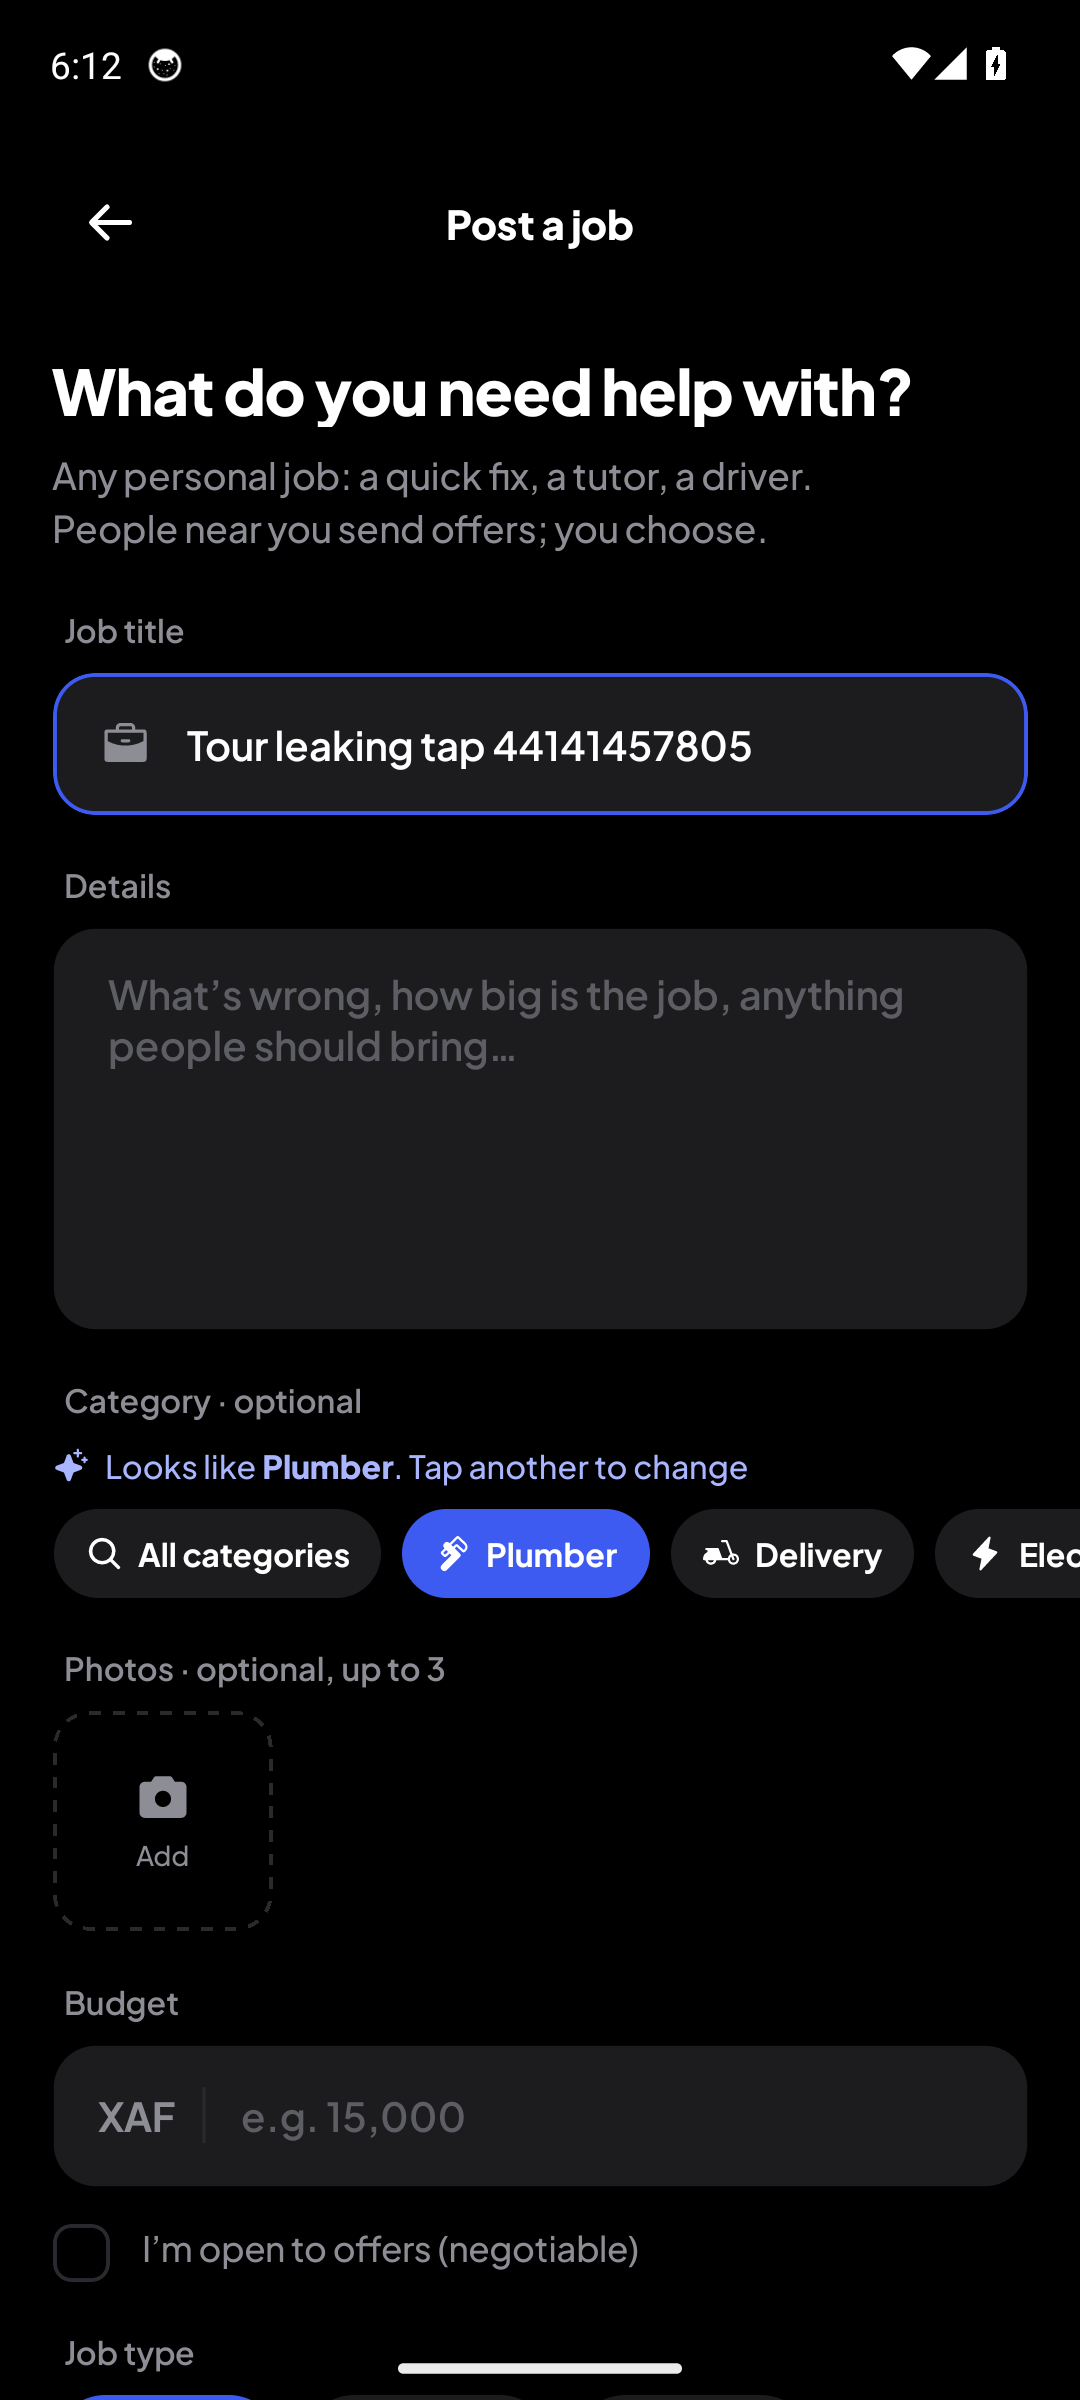 6:12
Post a job
What do you need help with?
Any personal job: a quick fix, a tutor, a driver.
People near you send offers; you choose.
Job title
Tour leaking tap 44141457805
Details
What’s wrong, how big is the job, anything
people should bring…
Category · optional
Looks like Plumber. Tap another to change
All categories
Plumber
Delivery
Elec
Photos · optional, up to 3
Add
Budget
XAF
e.g. 15,000
I’m open to offers (negotiable)
Job type